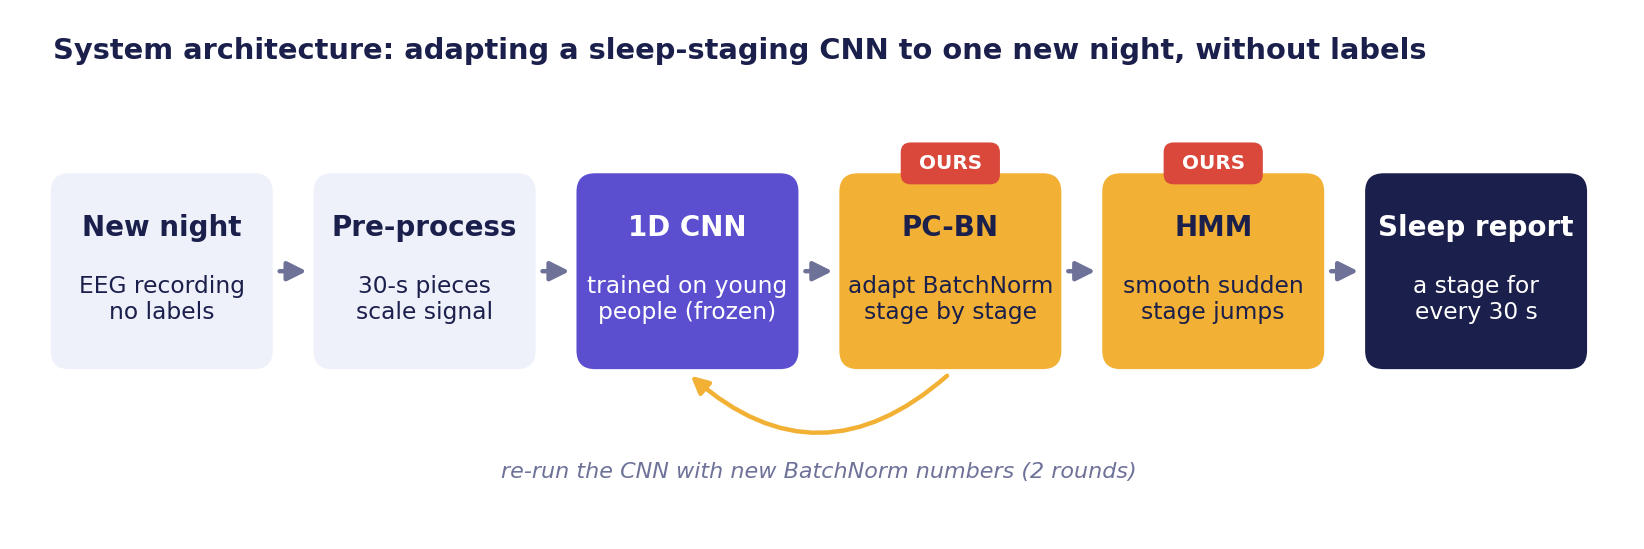 System architecture: adapting a sleep-staging CNN to one new night, without labels
New night
EEG recording
no labels
Pre-process
30-s pieces
scale signal
1D CNN
trained on young
people (frozen)
OURS
PC-BN
adapt BatchNorm
stage by stage
OURS
HMM
smooth sudden
stage jumps
Sleep report
a stage for
every 30 s
re-run the CNN with new BatchNorm numbers (2 rounds)